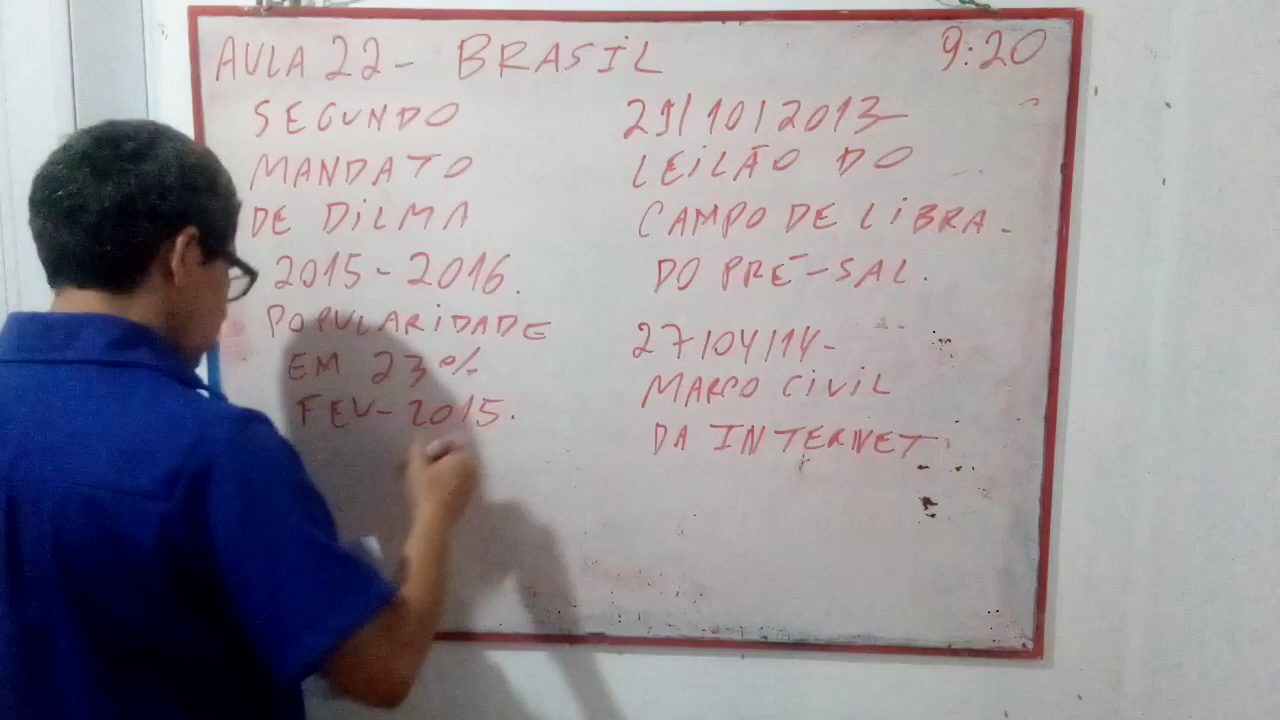 AULA 22 - BRASIL
9:20
SEGUNDO
MANDATO
DE DILMA
2015 - 2016.
POPULARIDADE
EM 23%
FEV - 2015.
21/10/2013-
LEILÃO DO
CAMPO DE LIBRA.
DO PRÉ-SAL.
27/04/14-
MARCO CIVIL
DA INTERNET